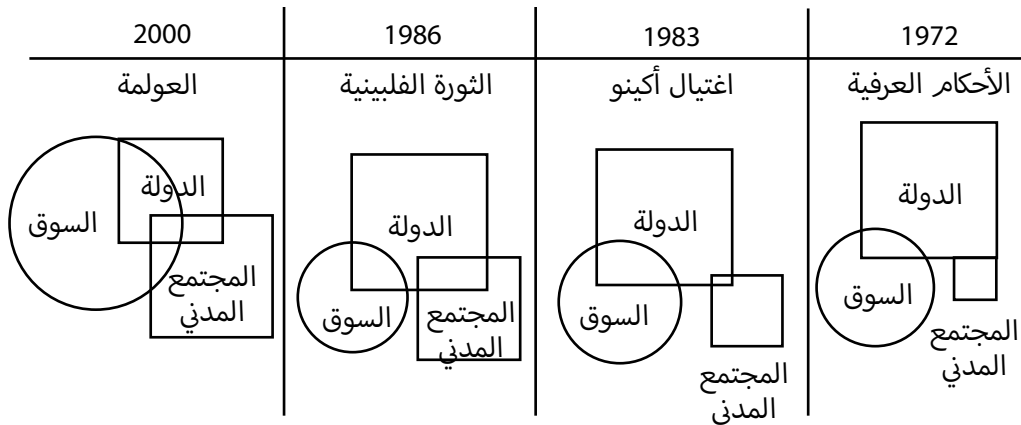 1972
الأحكام العرفية
الدولة
السوق
المجتمع
المدني
1983
اغتيال أكينو
الدولة
السوق
المجتمع
المدني
1986
الثورة الفلبينية
الدولة
السوق
المجتمع
المدني
2000
العولمة
الدولة
السوق
المجتمع
المدني